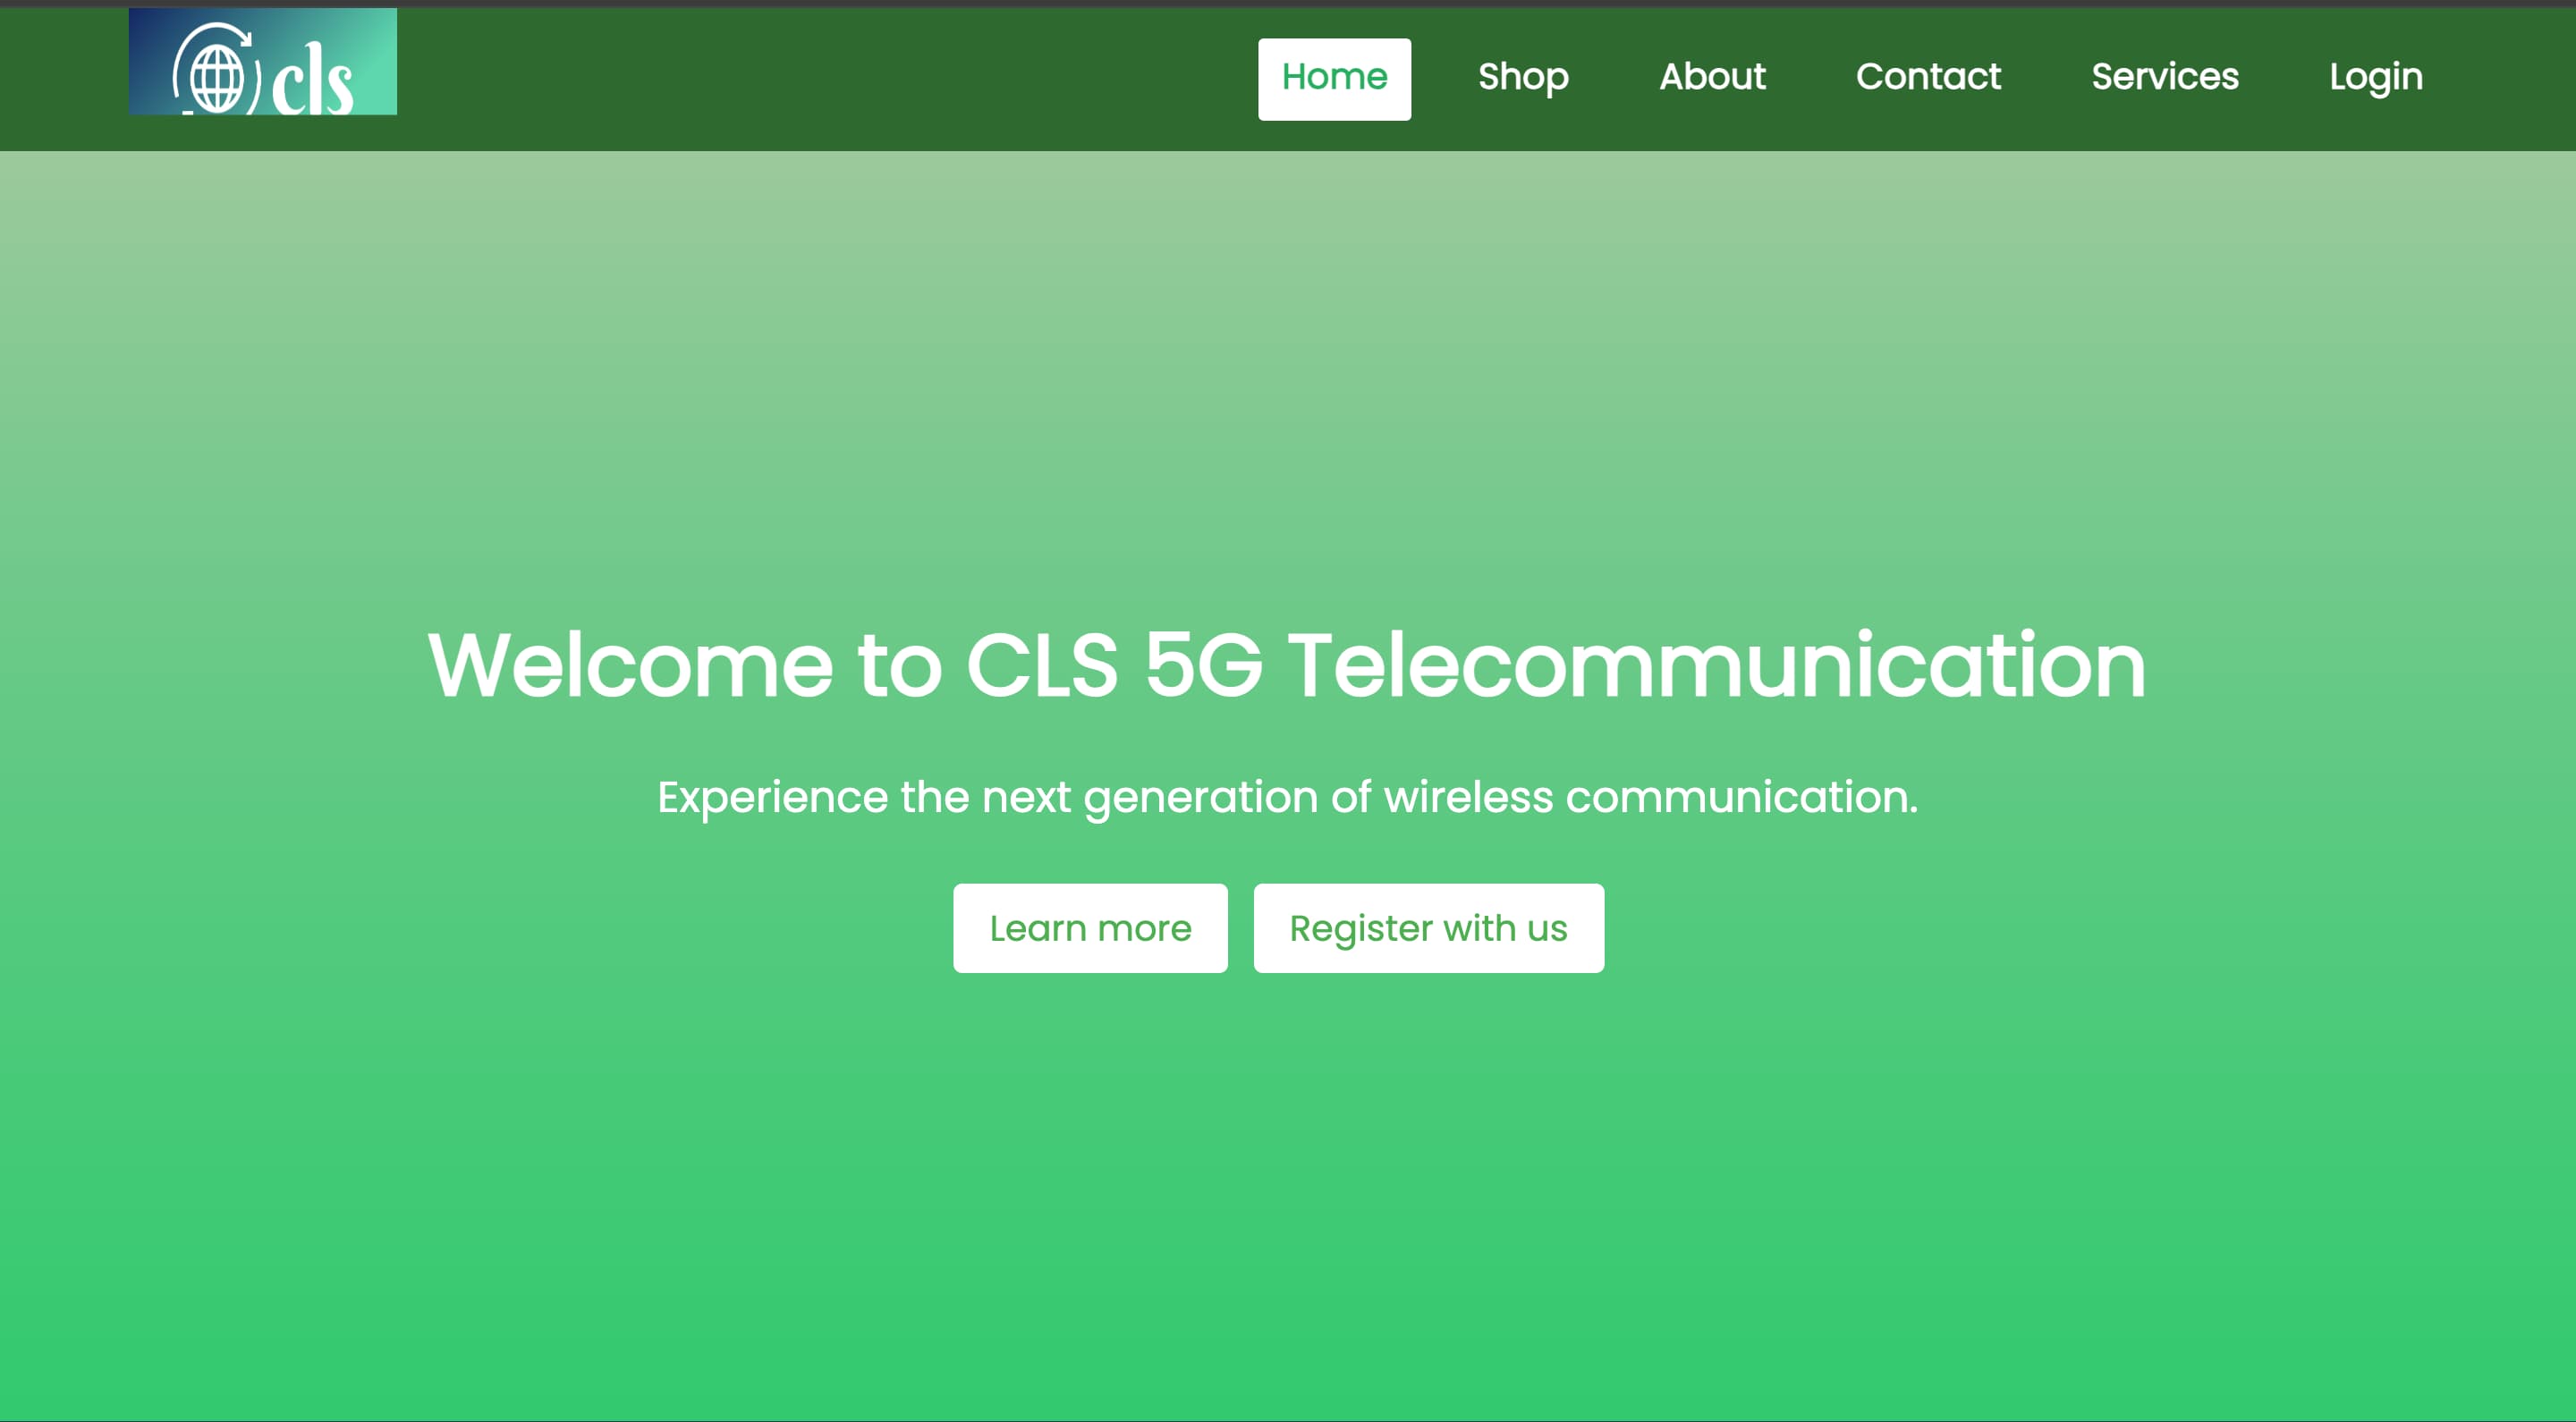 cls
Home Shop About Contact Services Login
Welcome to CLS 5G Telecommunication
Experience the next generation of wireless communication.
Learn more Register with us